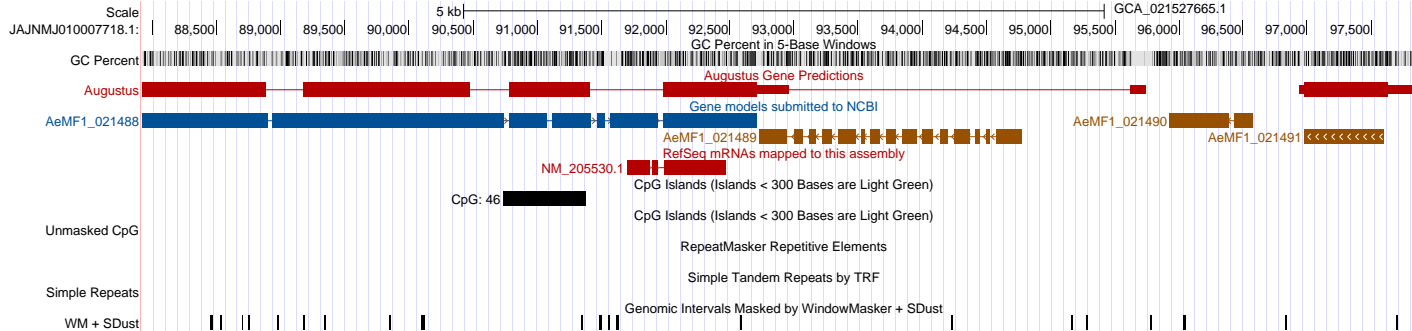 Scale 5 kb GCA_021527665.1
JAJNMJ010007718.1: 88,500 89,000 89,500 90,000 90,500 91,000 91,500 92,000 92,500 93,000 93,500 94,000 94,500 95,000 95,500 96,000 96,500 97,000 97,500
GC Percent in 5-Base Windows
GC Percent
Augustus Gene Predictions
Augustus
Gene models submitted to NCBI
AeMF1_021488 AeMF1_021490
AeMF1_021489 AeMF1_021491
RefSeq mRNAs mapped to this assembly
NM_205530.1
CpG Islands (Islands < 300 Bases are Light Green)
CpG: 46
CpG Islands (Islands < 300 Bases are Light Green)
Unmasked CpG
RepeatMasker Repetitive Elements
Simple Tandem Repeats by TRF
Simple Repeats
Genomic Intervals Masked by WindowMasker + SDust
WM + SDust